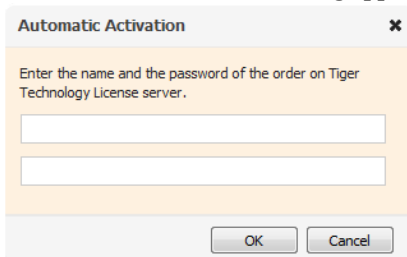 Automatic Activation
Enter the name and the password of the order on Tiger
Technology License server.
OK Cancel